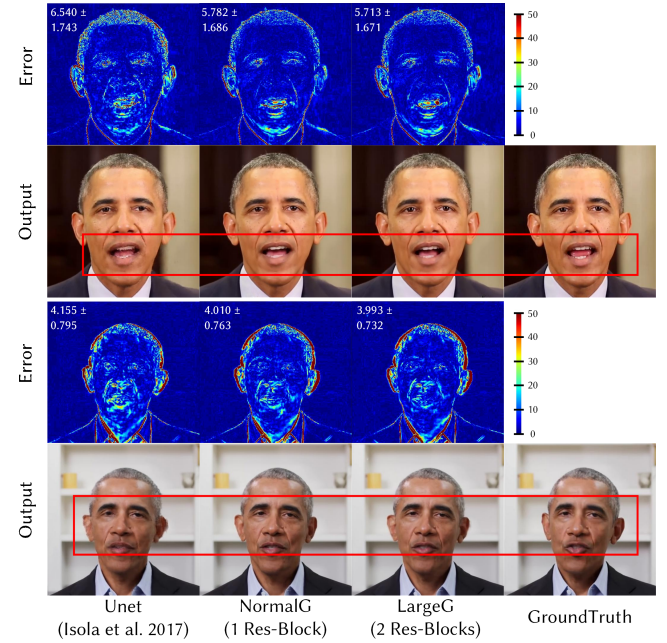 Error
6.540 ±
1.743
5.782 ±
1.686
5.713 ±
1.671
50
40
30
20
10
0
Output
Error
4.155 ±
0.795
4.010 ±
0.763
3.993 ±
0.732
50
40
30
20
10
0
Output
Unet
(Isola et al. 2017)
NormalG
(1 Res-Block)
LargeG
(2 Res-Blocks)
GroundTruth